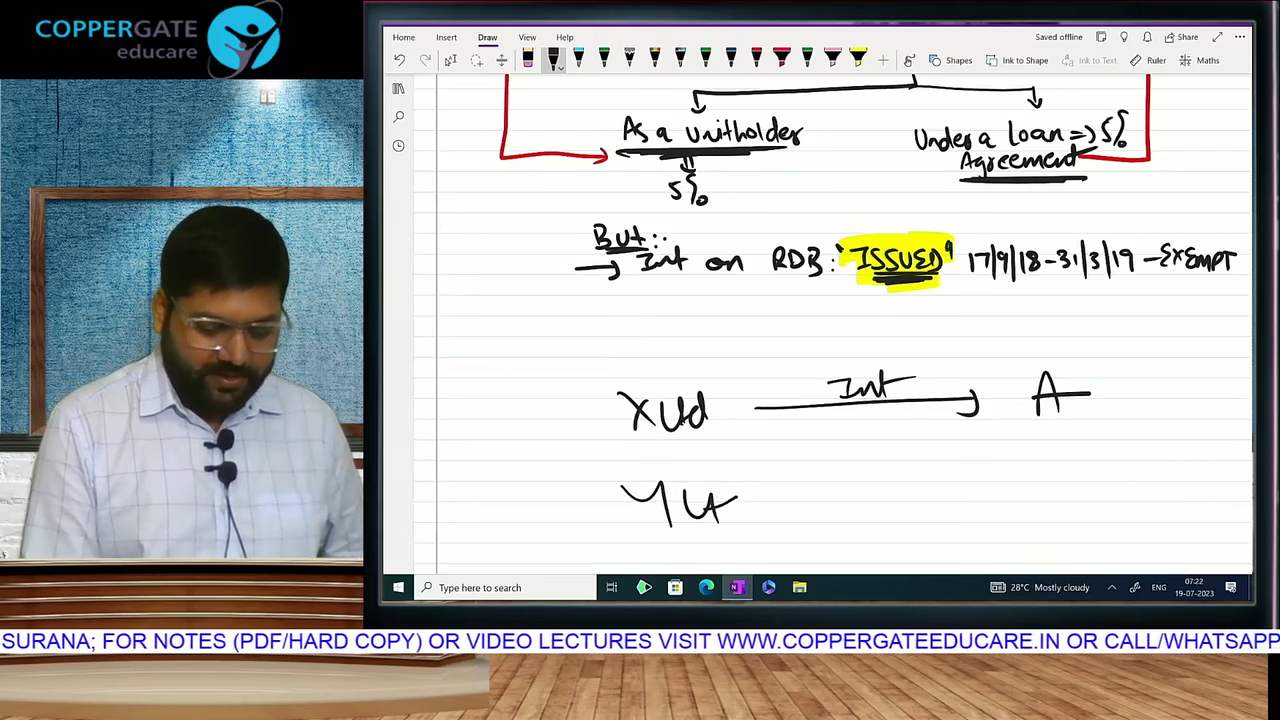 COPPERGATE
educare
Home Insert Draw View Help
Saved offline
Share
Shapes
Ink to Shape
Ink to Text
Ruler
Maths
As a unitholder
5%
Under a loan => 5%
Agreement
But:
→ Int on RDB: "ISSUED" 17/9/18 - 31/3/19 - Exempt
X Ltd Int A
Y Lt
Type here to search
28°C Mostly cloudy
ENG
07:22
19-07-2023
SURANA; FOR NOTES (PDF/HARD COPY) OR VIDEO LECTURES VISIT WWW.COPPERGATEEDUCARE.IN OR CALL/WHATSAPP